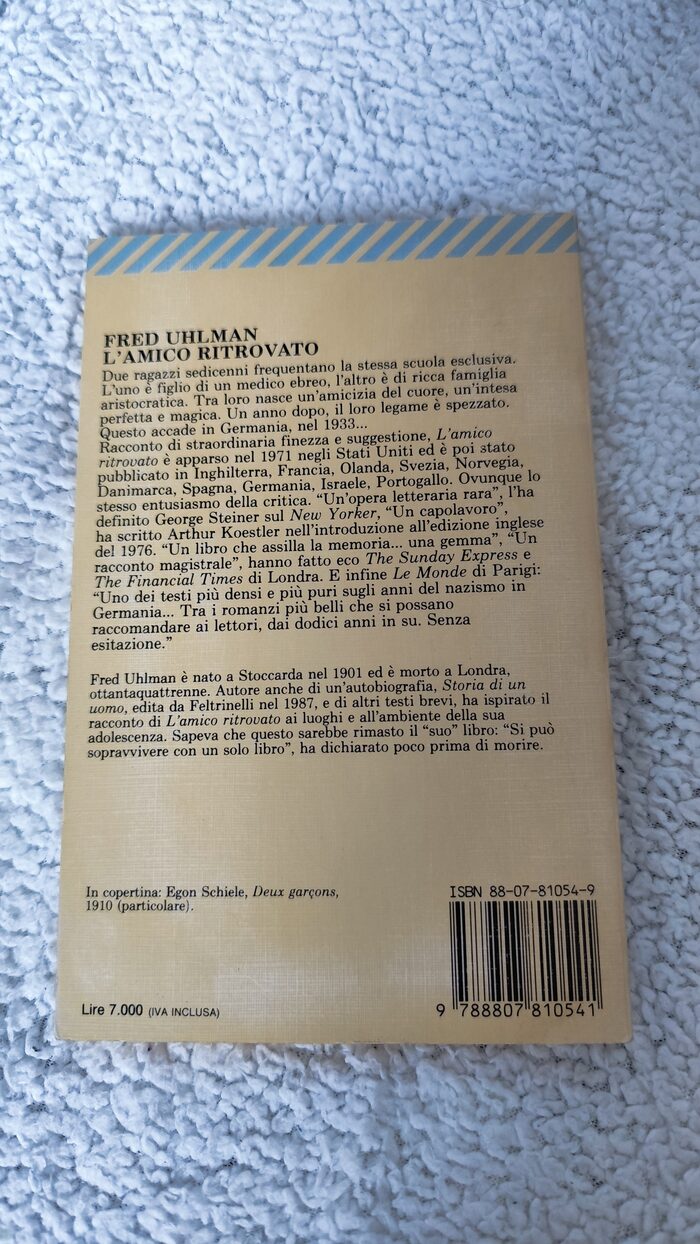 FRED UHLMAN
L'AMICO RITROVATO
Due ragazzi sedicenni frequentano la stessa scuola esclusiva.
L'uno è figlio di un medico ebreo, l'altro è di ricca famiglia
aristocratica. Tra loro nasce un'amicizia del cuore, un'intesa
perfetta e magica. Un anno dopo, il loro legame è spezzato.
Questo accade in Germania, nel 1933...
Racconto di straordinaria finezza e suggestione, L'amico
ritrovato è apparso nel 1971 negli Stati Uniti ed è poi stato
pubblicato in Inghilterra, Francia, Olanda, Svezia, Norvegia,
Danimarca, Spagna, Germania, Israele, Portogallo. Ovunque lo
stesso entusiasmo della critica. “Un'opera letteraria rara”, l'ha
definito George Steiner sul New Yorker, “Un capolavoro”,
ha scritto Arthur Koestler nell'introduzione all'edizione inglese
del 1976. “Un libro che assilla la memoria... una gemma”, “Un
racconto magistrale”, hanno fatto eco The Sunday Express e
The Financial Times di Londra. E infine Le Monde di Parigi:
“Uno dei testi più densi e più puri sugli anni del nazismo in
Germania... Tra i romanzi più belli che si possano
raccomandare ai lettori, dai dodici anni in su. Senza
esitazione.”
Fred Uhlman è nato a Stoccarda nel 1901 ed è morto a Londra,
ottantaquattrenne. Autore anche di un'autobiografia, Storia di un
uomo, edita da Feltrinelli nel 1987, e di altri testi brevi, ha ispirato il
racconto di L'amico ritrovato ai luoghi e all'ambiente della sua
adolescenza. Sapeva che questo sarebbe rimasto il “suo” libro: “Si può
sopravvivere con un solo libro”, ha dichiarato poco prima di morire.
In copertina: Egon Schiele, Deux garçons,
1910 (particolare).
ISBN 88-07-81054-9
Lire 7.000 (IVA INCLUSA)
9 788807 810541